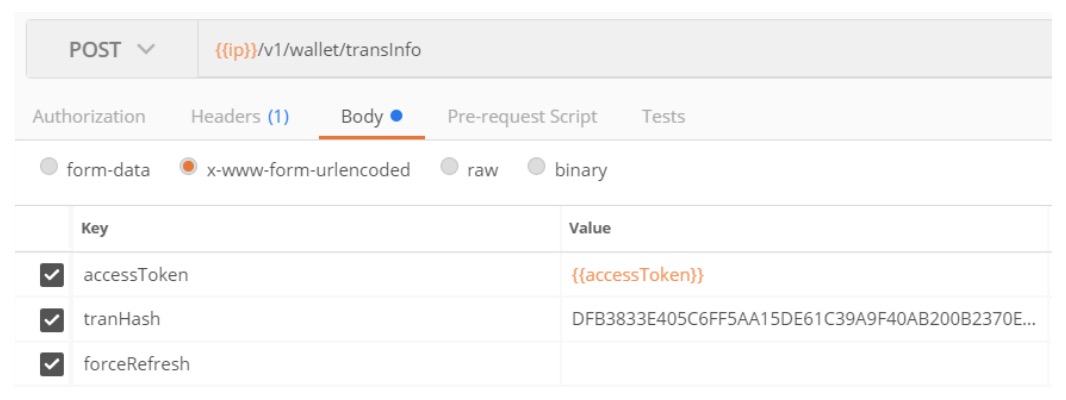 POST {{ip}}/v1/wallet/transInfo
Authorization Headers (1) Body Pre-request Script Tests
form-data x-www-form-urlencoded raw binary
Key Value
accessToken {{accessToken}}
tranHash DFB3833E405C6FF5AA15DE61C39A9F40AB200B2370E...
forceRefresh